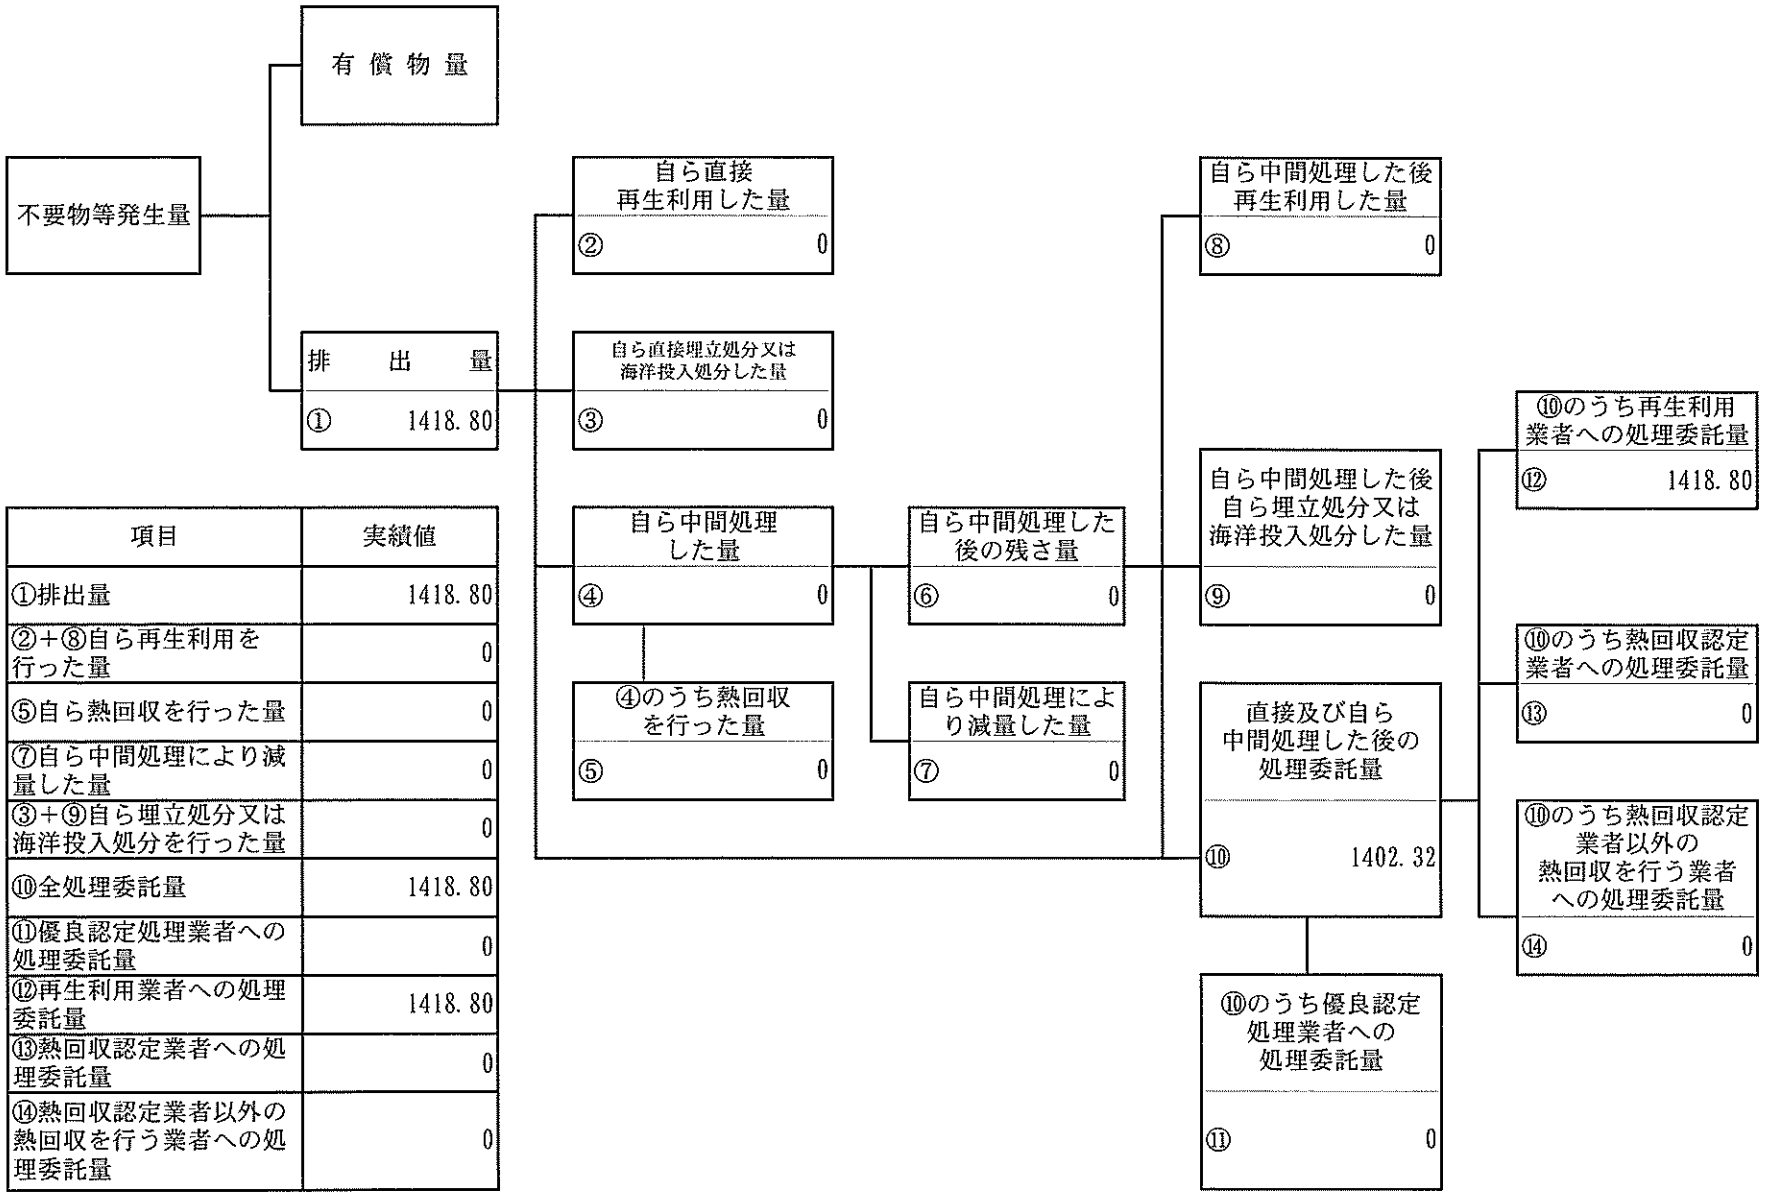 有償物量
不要物等発生量
排出量
① 1418.80
自ら直接
再生利用した量
② 0
自ら直接埋立処分又は
海洋投入処分した量
③ 0
自ら中間処理
した量
④ 0
④のうち熱回収
を行った量
⑤ 0
自ら中間処理した
後の残さ量
⑥ 0
自ら中間処理によ
り減量した量
⑦ 0
自ら中間処理した後
再生利用した量
⑧ 0
自ら中間処理した後
自ら埋立処分又は
海洋投入処分した量
⑨ 0
直接及び自ら
中間処理した後の
処理委託量
⑩ 1402.32
⑩のうち優良認定
処理業者への
処理委託量
⑪ 0
⑩のうち再生利用
業者への処理委託量
⑫ 1418.80
⑩のうち熱回収認定
業者への処理委託量
⑬ 0
⑩のうち熱回収認定
業者以外の
熱回収を行う業者
への処理委託量
⑭ 0
項目 実績値
①排出量 1418.80
②+⑧自ら再生利用を
行った量 0
⑤自ら熱回収を行った量 0
⑦自ら中間処理により減
量した量 0
③+⑨自ら埋立処分又は
海洋投入処分を行った量 0
⑩全処理委託量 1418.80
⑪優良認定処理業者への
処理委託量 0
⑫再生利用業者への処理
委託量 1418.80
⑬熱回収認定業者への処
理委託量 0
⑭熱回収認定業者以外の
熱回収を行う業者への処
理委託量 0